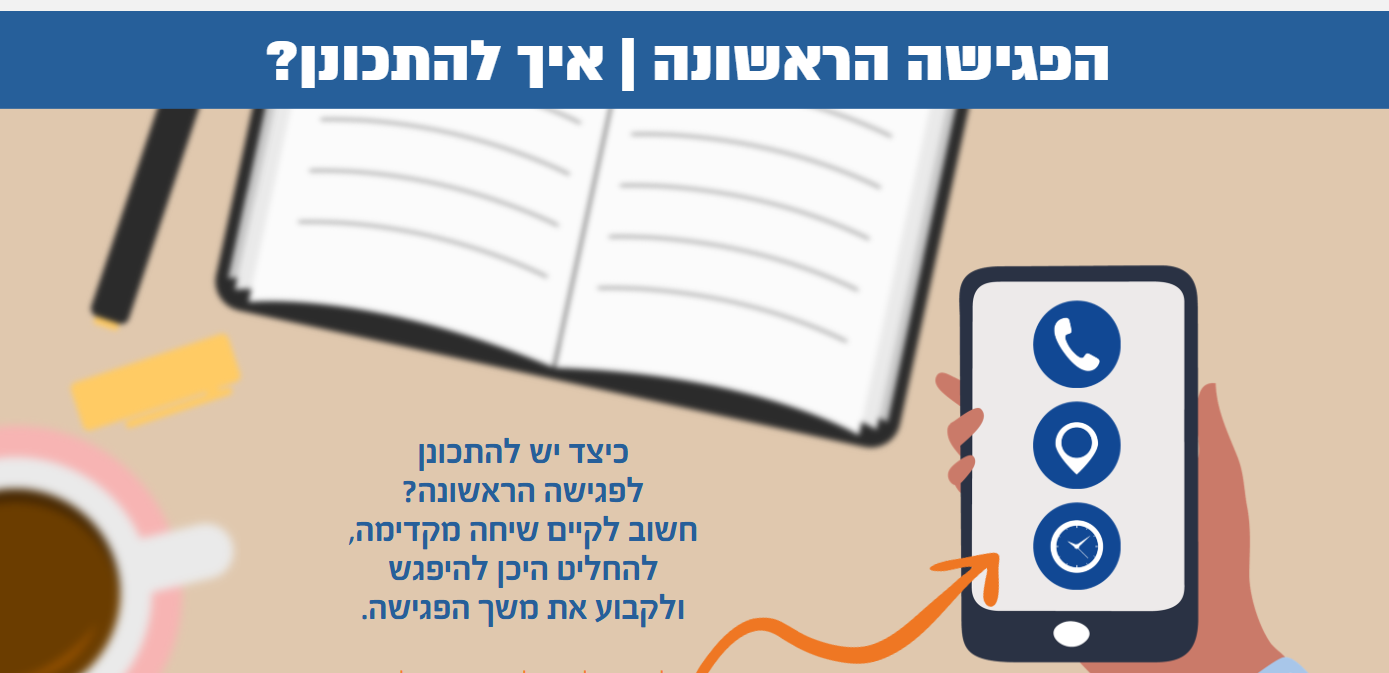 הפגישה הראשונה | איך להתכונן?
כיצד יש להתכונן
לפגישה הראשונה?
חשוב לקיים שיחה מקדימה,
להחליט היכן להיפגש
ולקבוע את משך הפגישה.